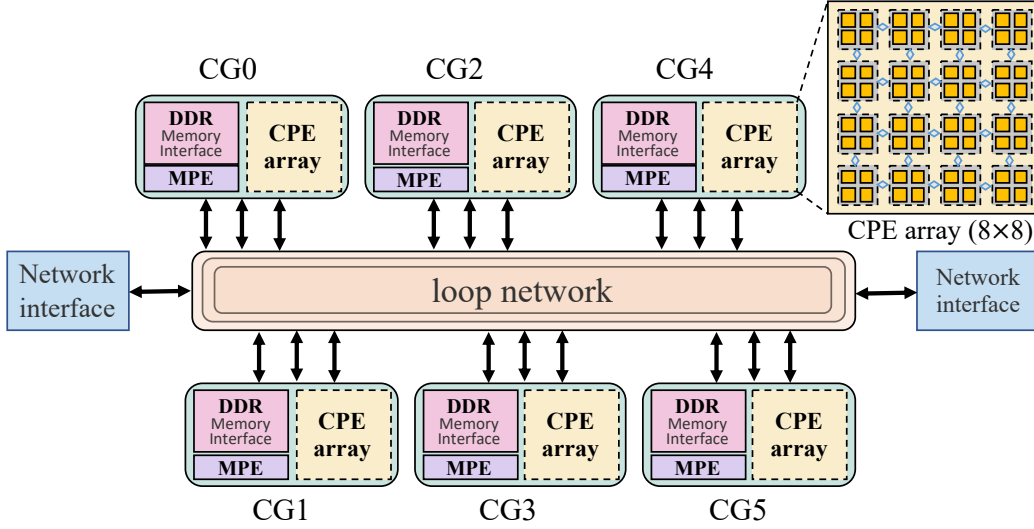 CG0
CG2
CG4
DDR
Memory
Interface
MPE
CPE
array
DDR
Memory
Interface
MPE
CPE
array
DDR
Memory
Interface
MPE
CPE
array
CPE array (8×8)
Network
interface
loop network
Network
interface
DDR
Memory
Interface
MPE
CPE
array
DDR
Memory
Interface
MPE
CPE
array
DDR
Memory
Interface
MPE
CPE
array
CG1
CG3
CG5